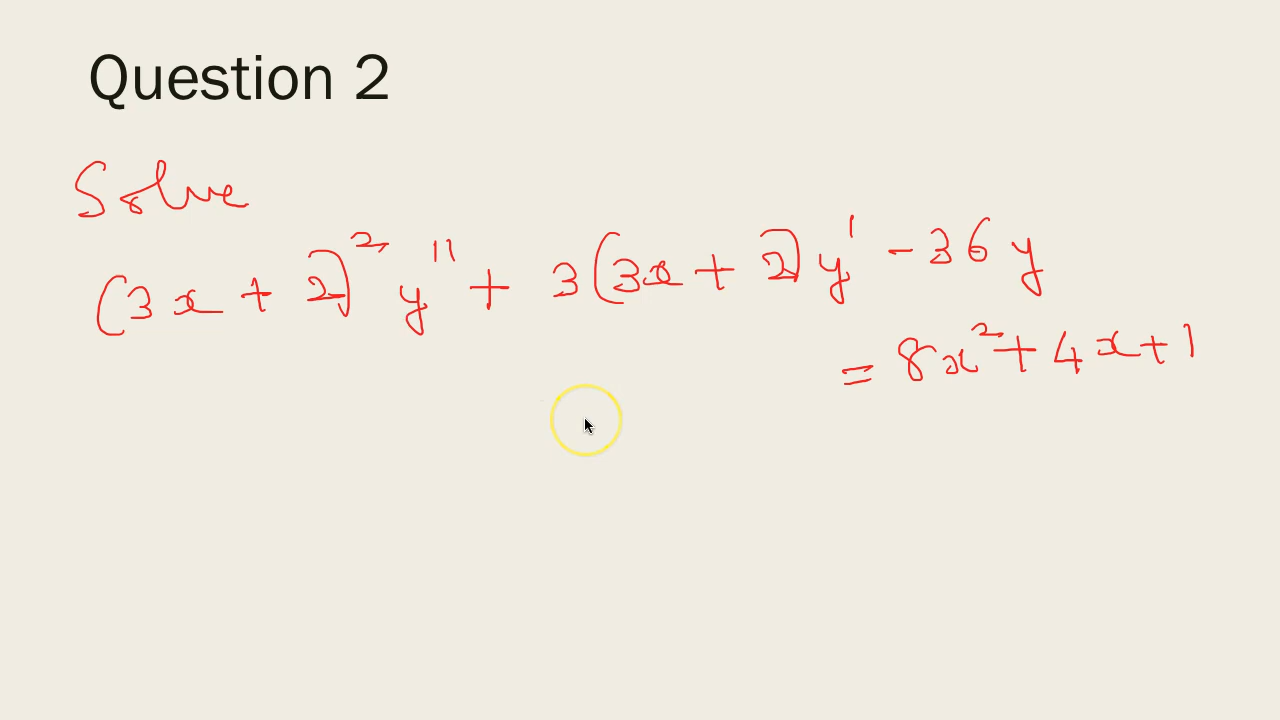 Question 2
Solve
(3x + 2)² y'' + 3(3x + 2)y' - 36y
= 8x² + 4x + 1